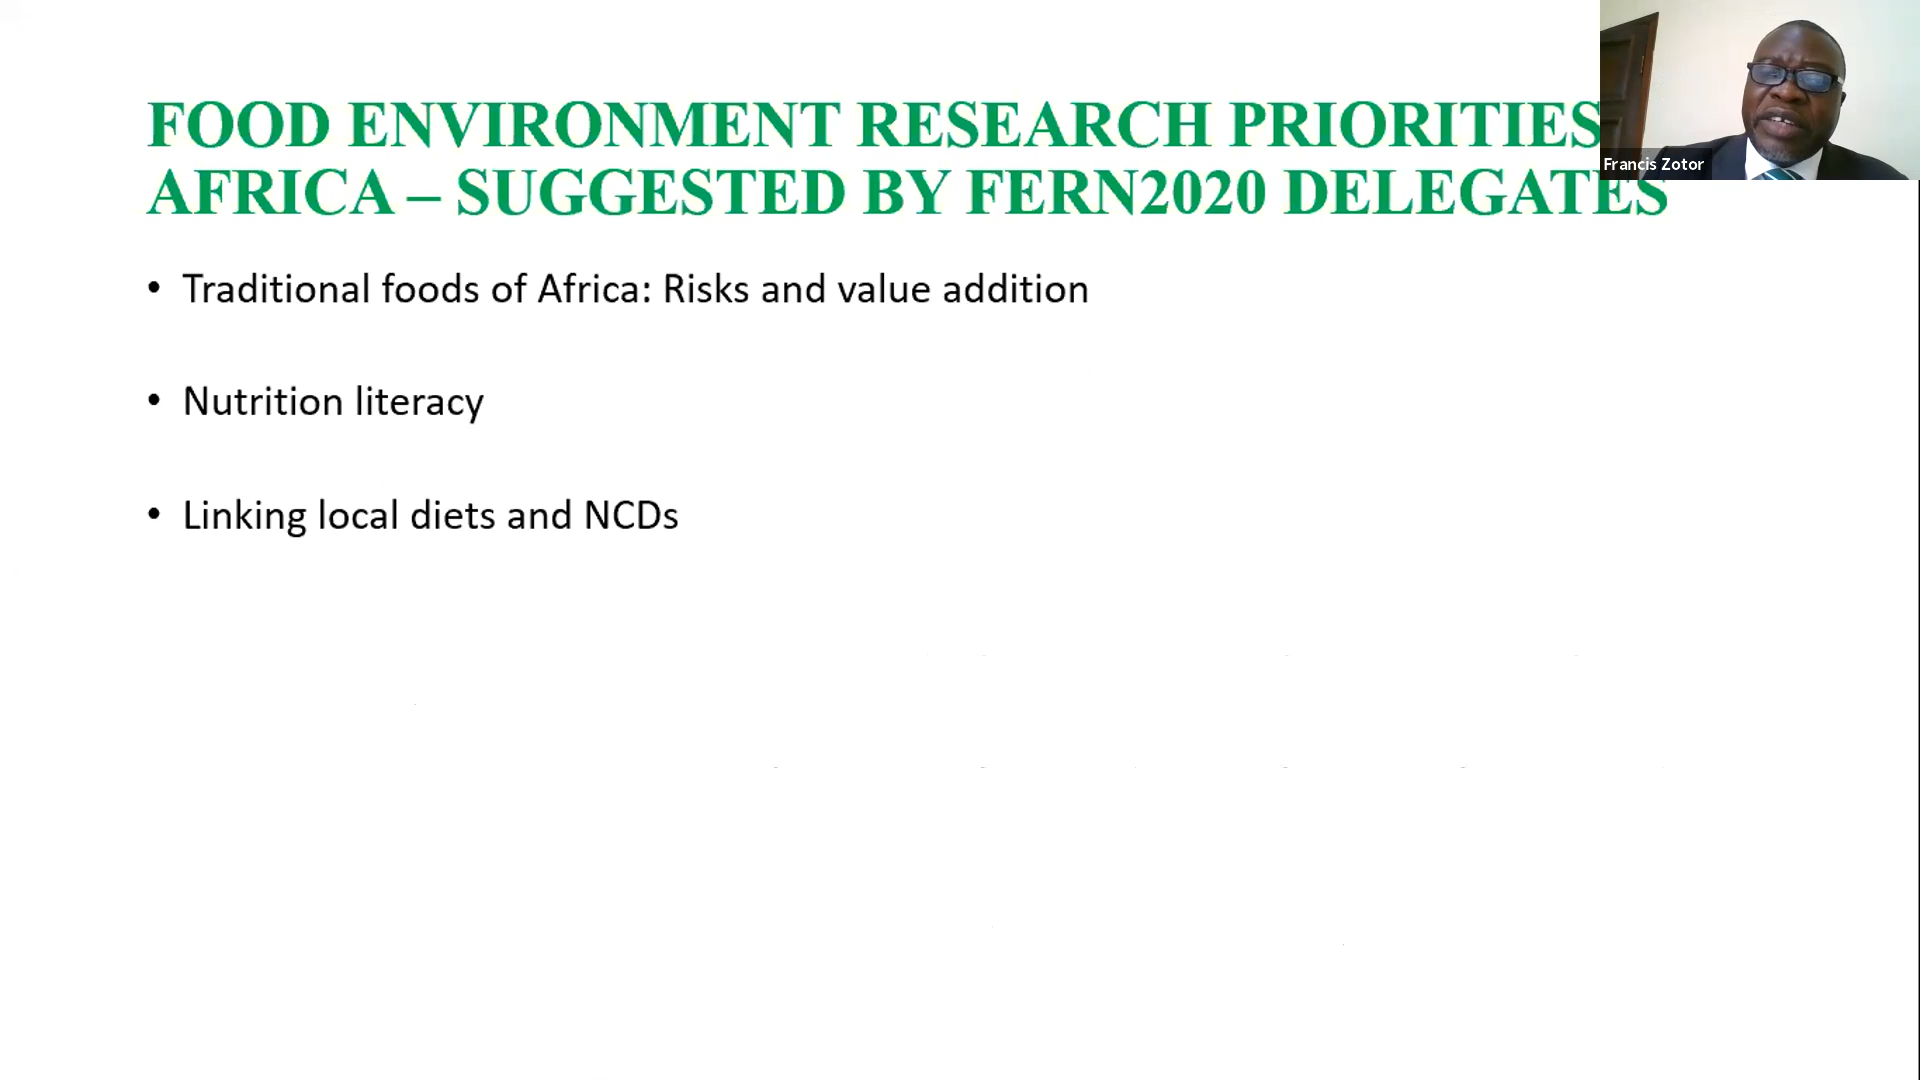 FOOD ENVIRONMENT RESEARCH PRIORITIES
AFRICA – SUGGESTED BY FERN2020 DELEGATES
• Traditional foods of Africa: Risks and value addition
• Nutrition literacy
• Linking local diets and NCDs
Francis Zotor